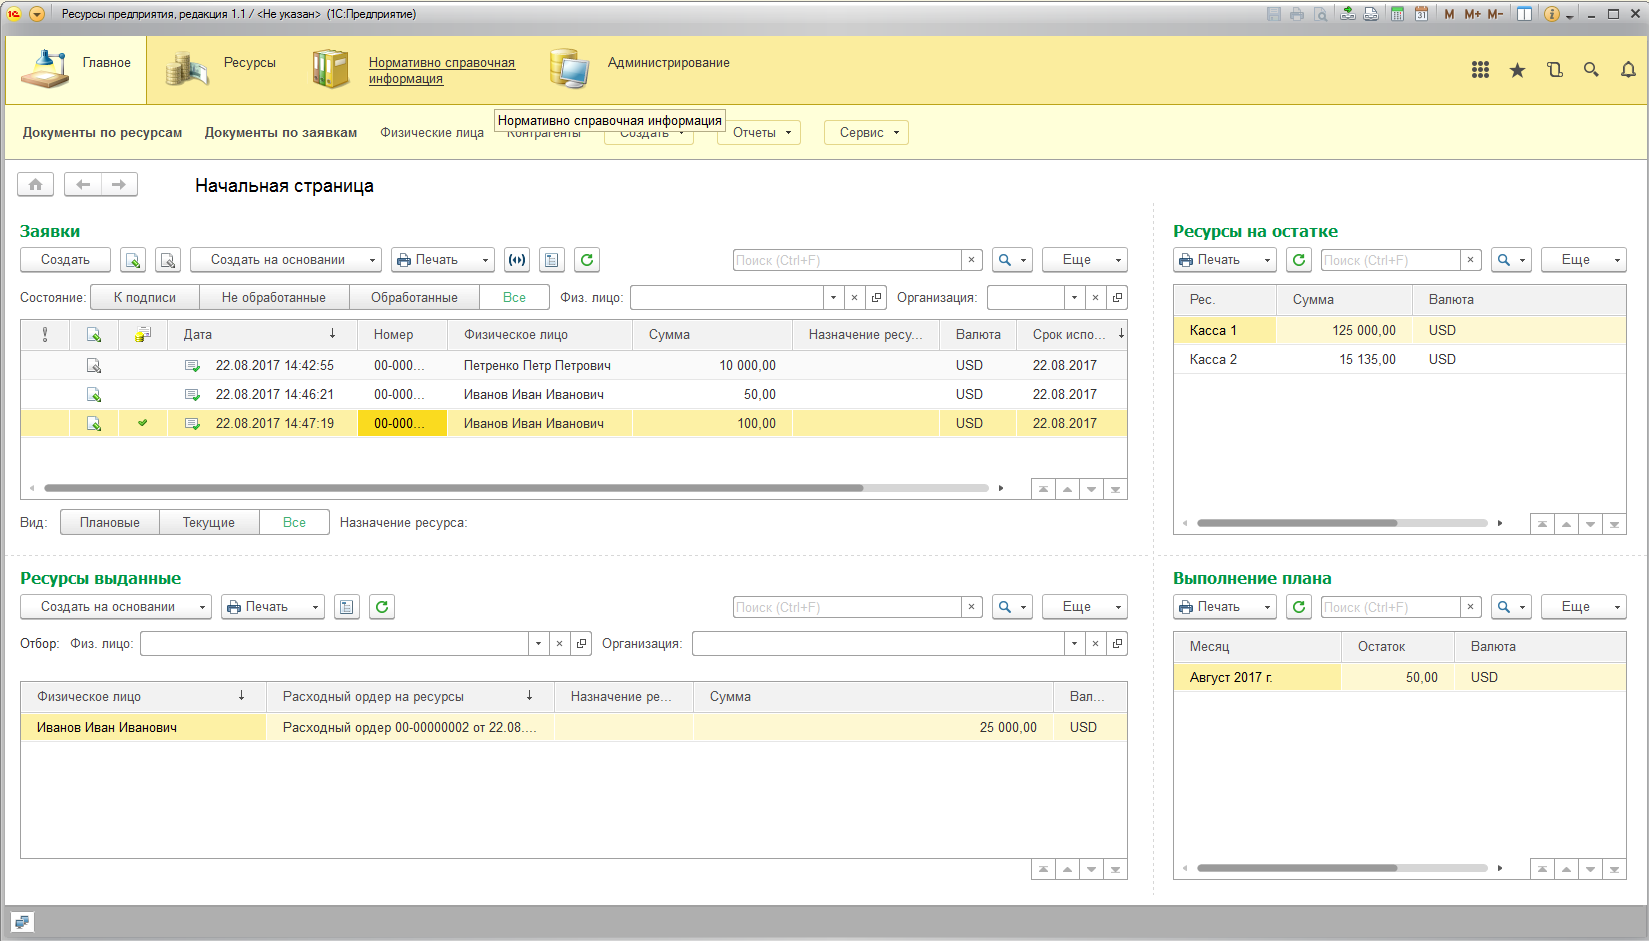 Ресурсы предприятия, редакция 1.1 / <Не указан> (1С:Предприятие)
M M+ M-
Главное
Ресурсы
Нормативно справочная
информация
Администрирование
Нормативно справочная информация
Документы по ресурсам Документы по заявкам Физические лица Контрагенты Создать Отчеты Сервис
Начальная страница
Заявки
Создать Создать на основании Печать Поиск (Ctrl+F) × Еще
Состояние: К подписи Не обработанные Обработанные Все Физ. лицо: × Организация: ×
Дата Номер Физическое лицо Сумма Назначение ресу... Валюта Срок испо...
22.08.2017 14:42:55 00-000... Петренко Петр Петрович 10 000,00 USD 22.08.2017
22.08.2017 14:46:21 00-000... Иванов Иван Иванович 50,00 USD 22.08.2017
22.08.2017 14:47:19 00-000... Иванов Иван Иванович 100,00 USD 22.08.2017
Вид: Плановые Текущие Все Назначение ресурса:
Ресурсы на остатке
Печать Поиск (Ctrl+F) × Еще
Рес. Сумма Валюта
Касса 1 125 000,00 USD
Касса 2 15 135,00 USD
Ресурсы выданные
Создать на основании Печать Поиск (Ctrl+F) × Еще
Отбор: Физ. лицо: × Организация: ×
Физическое лицо Расходный ордер на ресурсы Назначение ре... Сумма Вал...
Иванов Иван Иванович Расходный ордер 00-00000002 от 22.08.... 25 000,00 USD
Выполнение плана
Печать Поиск (Ctrl+F) × Еще
Месяц Остаток Валюта
Август 2017 г. 50,00 USD